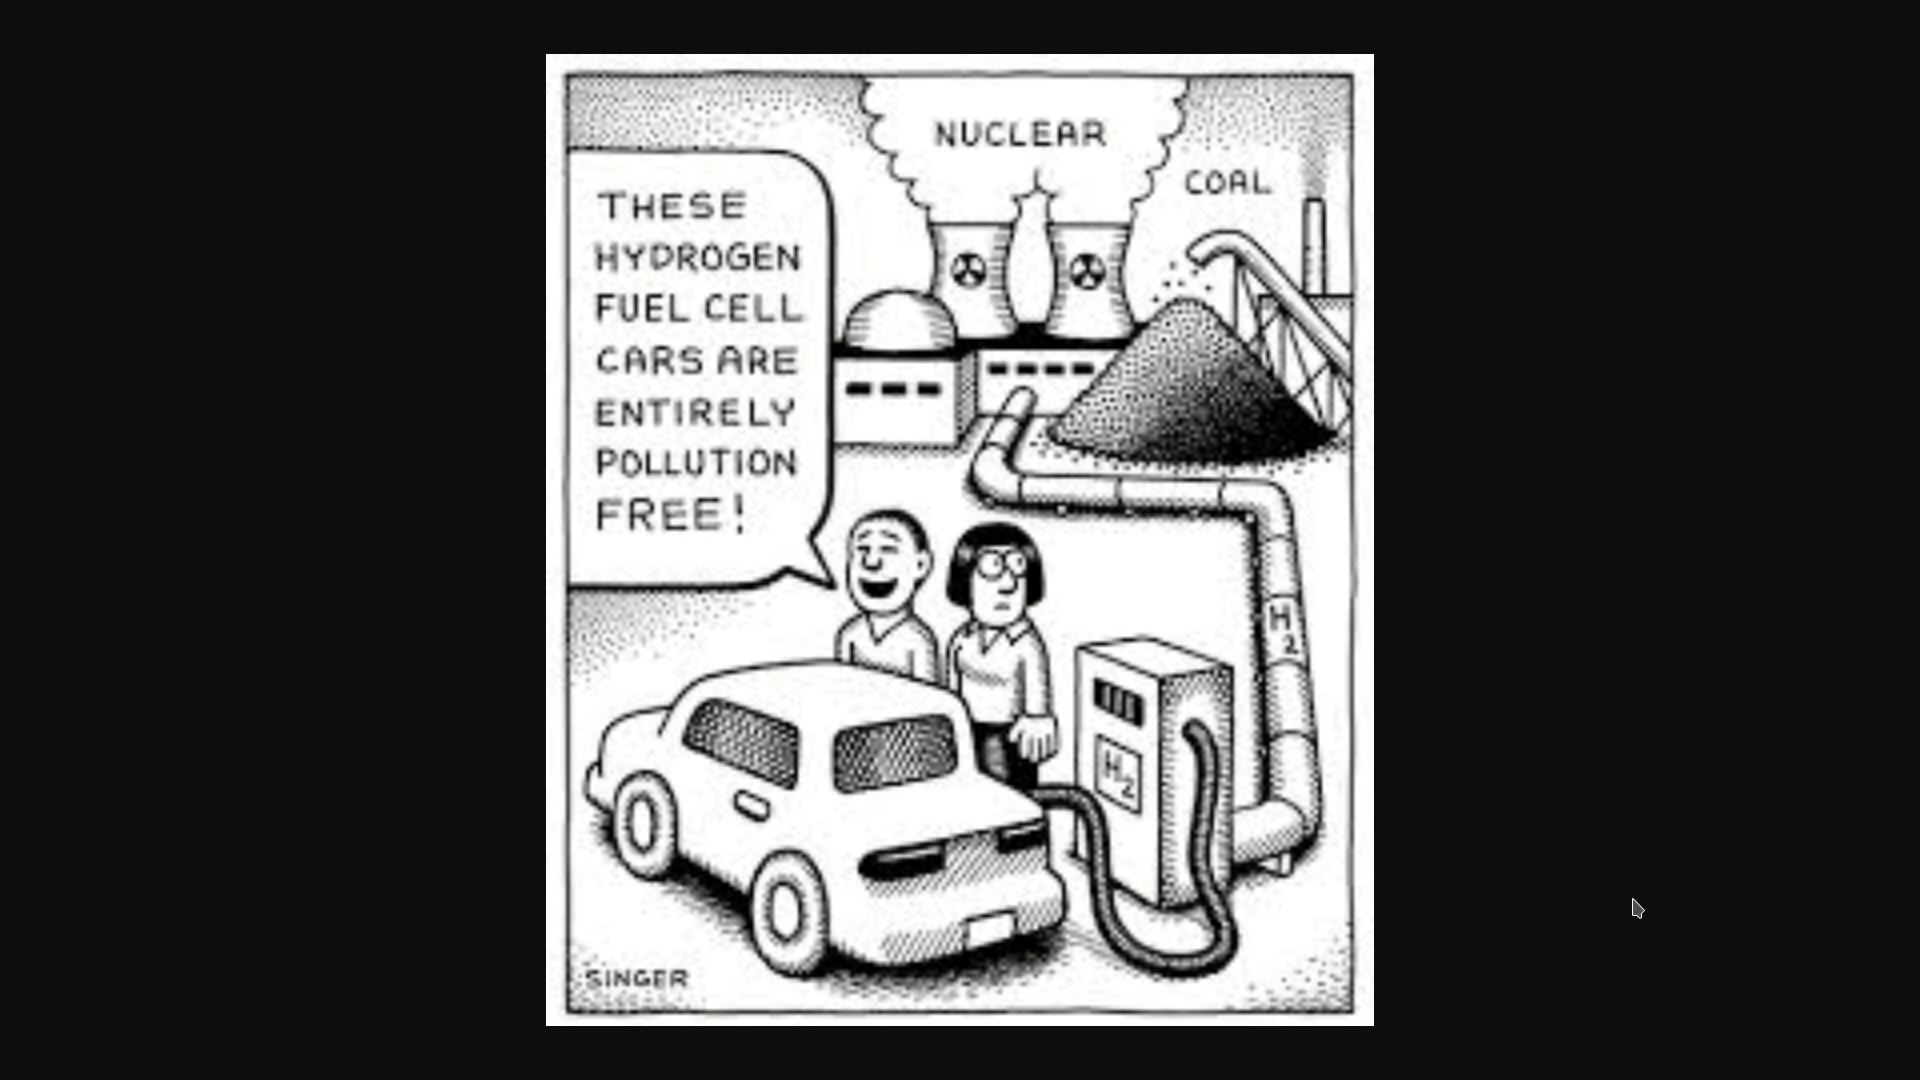 NUCLEAR
COAL
THESE
HYDROGEN
FUEL CELL
CARS ARE
ENTIRELY
POLLUTION
FREE!
H2
H2
SINGER